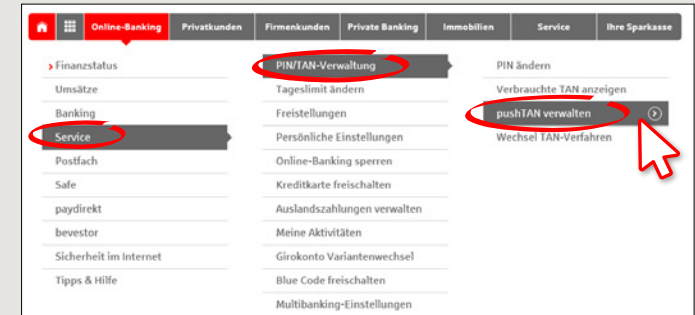 Online-Banking Privatkunden Firmenkunden Private Banking Immobilien Service Ihre Sparkasse
Finanzstatus
Umsätze
Banking
Service
Postfach
Safe
paydirekt
bevestor
Sicherheit im Internet
Tipps & Hilfe
PIN/TAN-Verwaltung
Tageslimit ändern
Freistellungen
Persönliche Einstellungen
Online-Banking sperren
Kreditkarte freischalten
Auslandszahlungen verwalten
Meine Aktivitäten
Girokonto Variantenwechsel
Blue Code freischalten
Multibanking-Einstellungen
PIN ändern
Verbrauchte TAN anzeigen
pushTAN verwalten
Wechsel TAN-Verfahren